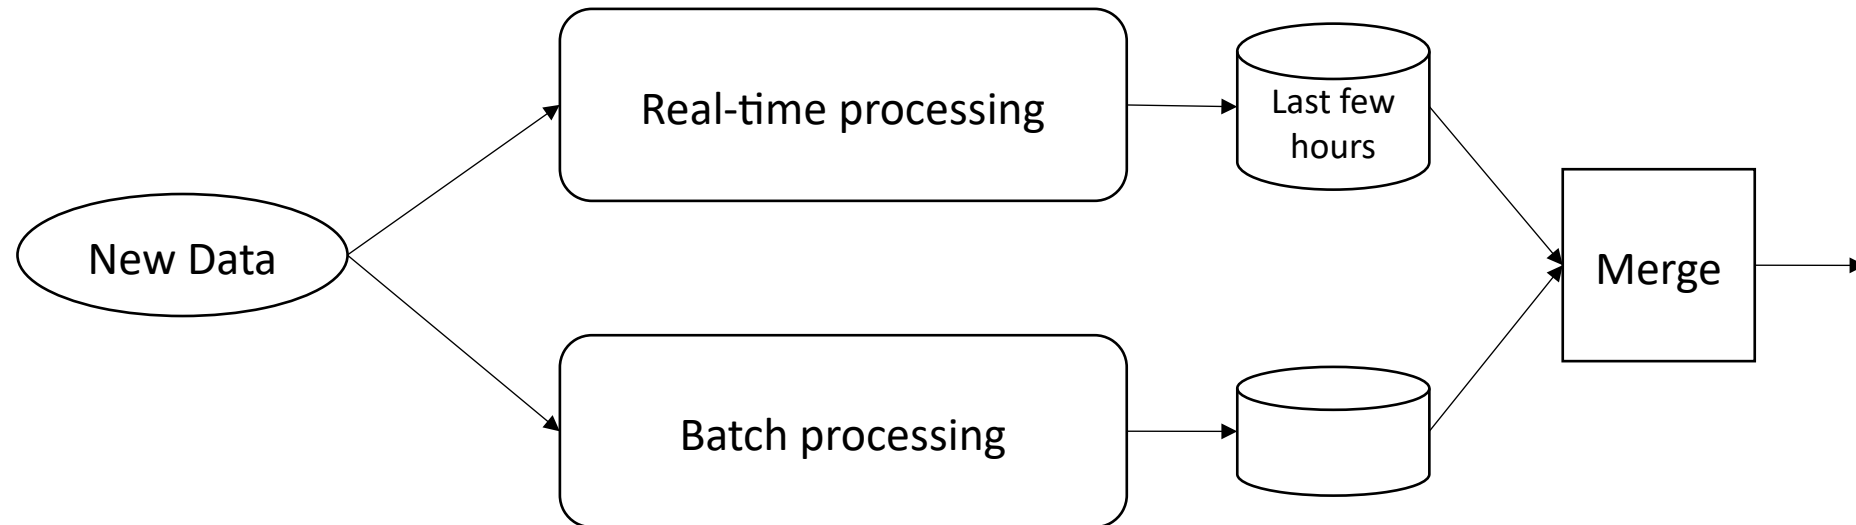 Real-time processing
Last few
hours
New Data
Merge
Batch processing